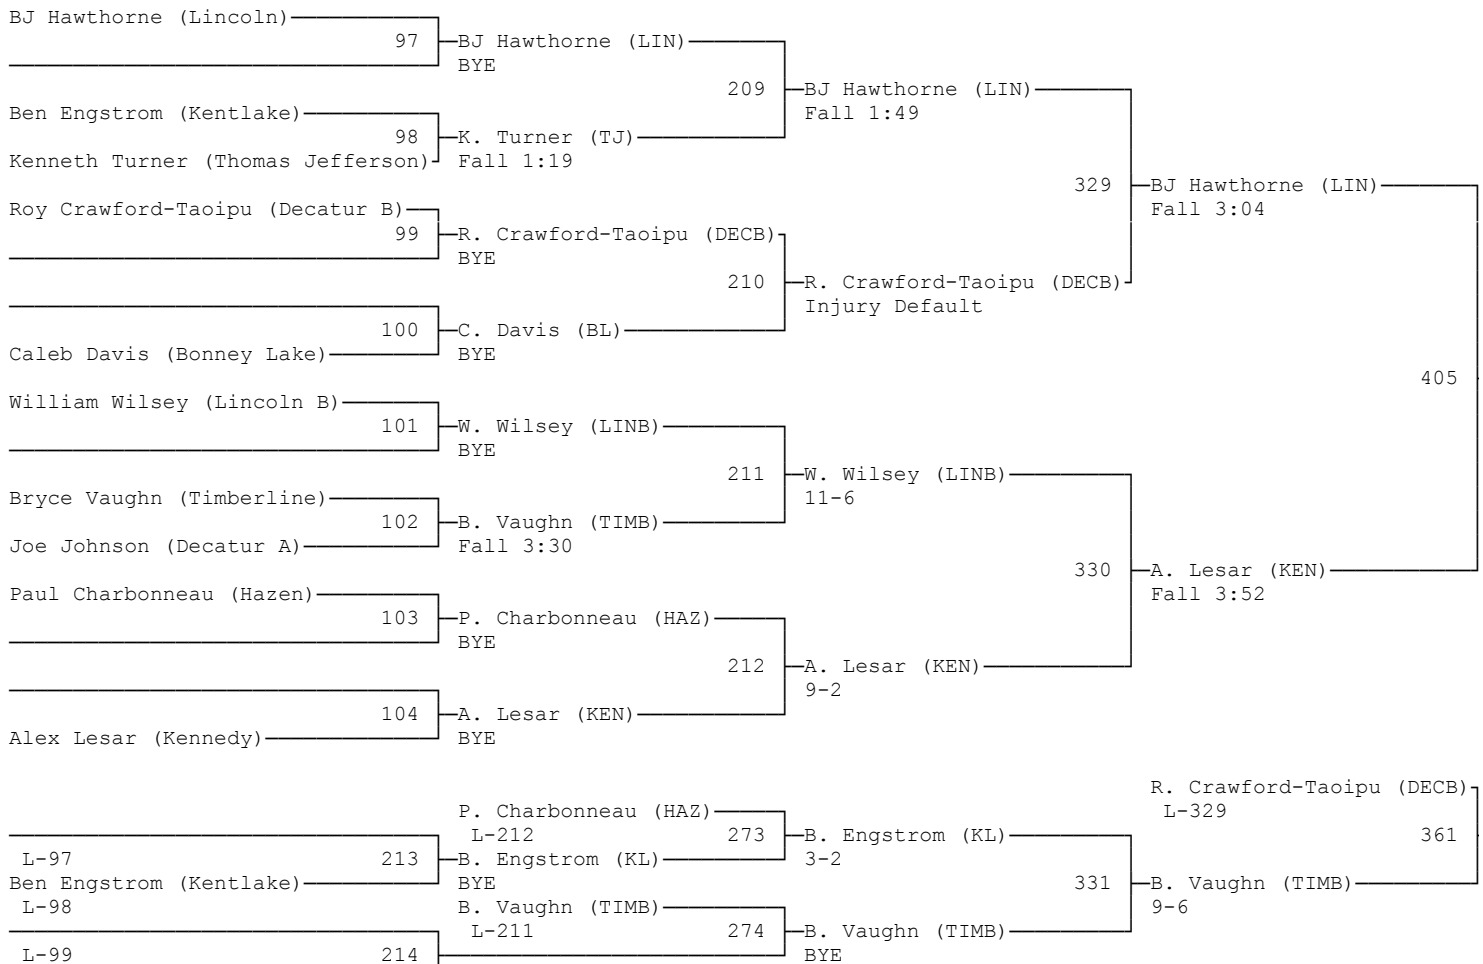 BJ Hawthorne (Lincoln)
97 BJ Hawthorne (LIN)
BYE
209 BJ Hawthorne (LIN)
Ben Engstrom (Kentlake) Fall 1:49
98 K. Turner (TJ)
Kenneth Turner (Thomas Jefferson) Fall 1:19
329 BJ Hawthorne (LIN)
Roy Crawford-Taoipu (Decatur B) Fall 3:04
99 R. Crawford-Taoipu (DECB)
BYE
210 R. Crawford-Taoipu (DECB)
Injury Default
100 C. Davis (BL)
Caleb Davis (Bonney Lake) BYE
405
William Wilsey (Lincoln B)
101 W. Wilsey (LINB)
BYE
211 W. Wilsey (LINB)
Bryce Vaughn (Timberline) 11-6
102 B. Vaughn (TIMB)
Joe Johnson (Decatur A) Fall 3:30
330 A. Lesar (KEN)
Paul Charbonneau (Hazen) Fall 3:52
103 P. Charbonneau (HAZ)
BYE
212 A. Lesar (KEN)
9-2
104 A. Lesar (KEN)
Alex Lesar (Kennedy) BYE
R. Crawford-Taoipu (DECB)
P. Charbonneau (HAZ) L-329
L-212 273 B. Engstrom (KL) 361
L-97 213 B. Engstrom (KL) 3-2
Ben Engstrom (Kentlake) BYE 331 B. Vaughn (TIMB)
L-98 B. Vaughn (TIMB) 9-6
L-211 274 B. Vaughn (TIMB)
L-99 214 BYE